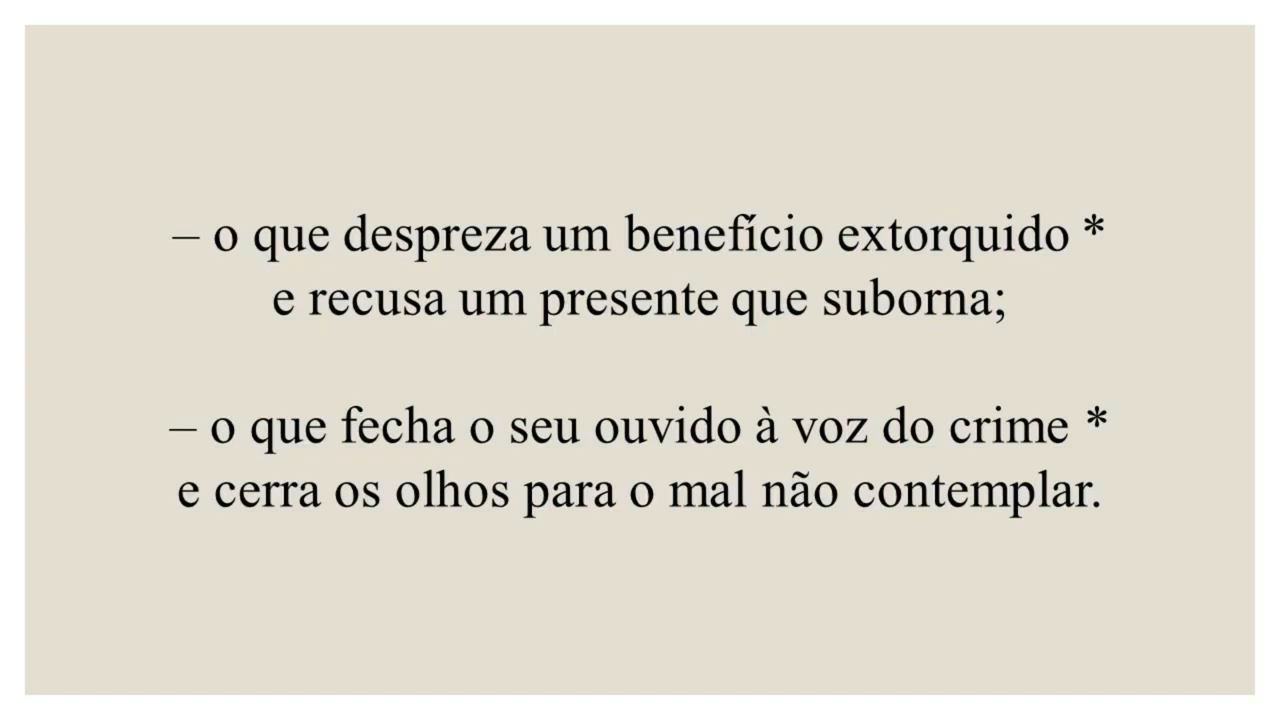 – o que despreza um benefício extorquido *
e recusa um presente que suborna;
– o que fecha o seu ouvido à voz do crime *
e cerra os olhos para o mal não contemplar.